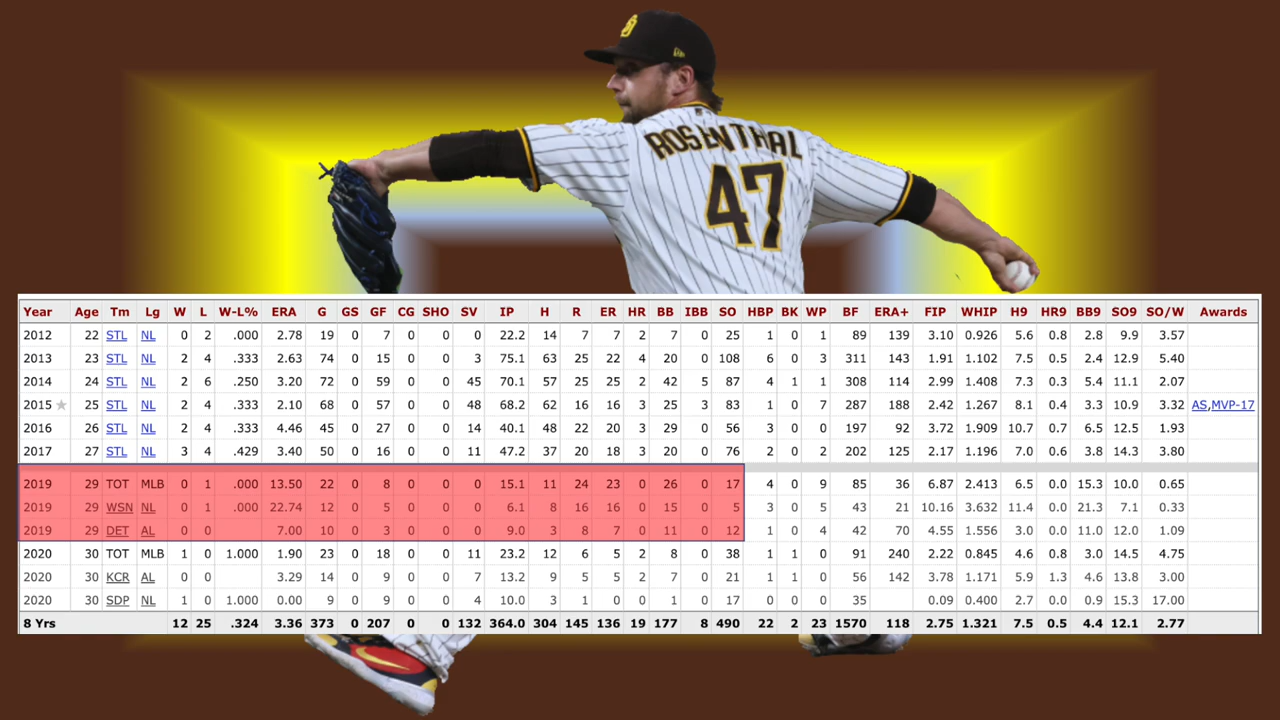 SD
ROSENTHAL
47
Year Age Tm Lg W L W-L% ERA G GS GF CG SHO SV IP H R ER HR BB IBB SO HBP BK WP BF ERA+ FIP WHIP H9 HR9 BB9 SO9 SO/W Awards
2012 22 STL NL 0 2 .000 2.78 19 0 7 0 0 0 22.2 14 7 7 2 7 0 25 1 0 1 89 139 3.10 0.926 5.6 0.8 2.8 9.9 3.57
2013 23 STL NL 2 4 .333 2.63 74 0 15 0 0 3 75.1 63 25 22 4 20 0 108 6 0 3 311 143 1.91 1.102 7.5 0.5 2.4 12.9 5.40
2014 24 STL NL 2 6 .250 3.20 72 0 59 0 0 45 70.1 57 25 25 2 42 5 87 4 1 1 308 114 2.99 1.408 7.3 0.3 5.4 11.1 2.07
2015 ★ 25 STL NL 2 4 .333 2.10 68 0 57 0 0 48 68.2 62 16 16 3 25 3 83 1 0 7 287 188 2.42 1.267 8.1 0.4 3.3 10.9 3.32 AS,MVP-17
2016 26 STL NL 2 4 .333 4.46 45 0 27 0 0 14 40.1 48 22 20 3 29 0 56 3 0 0 197 92 3.72 1.909 10.7 0.7 6.5 12.5 1.93
2017 27 STL NL 3 4 .429 3.40 50 0 16 0 0 11 47.2 37 20 18 3 20 0 76 2 0 2 202 125 2.17 1.196 7.0 0.6 3.8 14.3 3.80
2019 29 TOT MLB 0 1 .000 13.50 22 0 8 0 0 0 15.1 11 24 23 0 26 0 17 4 0 9 85 36 6.87 2.413 6.5 0.0 15.3 10.0 0.65
2019 29 WSN NL 0 1 .000 22.74 12 0 5 0 0 0 6.1 8 16 16 0 15 0 5 3 0 5 43 21 10.16 3.632 11.4 0.0 21.3 7.1 0.33
2019 29 DET AL 0 0 7.00 10 0 3 0 0 0 9.0 3 8 7 0 11 0 12 1 0 4 42 70 4.55 1.556 3.0 0.0 11.0 12.0 1.09
2020 30 TOT MLB 1 0 1.000 1.90 23 0 18 0 0 11 23.2 12 6 5 2 8 0 38 1 1 0 91 240 2.22 0.845 4.6 0.8 3.0 14.5 4.75
2020 30 KCR AL 0 0 3.29 14 0 9 0 0 7 13.2 9 5 5 2 7 0 21 1 1 0 56 142 3.78 1.171 5.9 1.3 4.6 13.8 3.00
2020 30 SDP NL 1 0 1.000 0.00 9 0 9 0 0 4 10.0 3 1 0 0 1 0 17 0 0 0 35 0.09 0.400 2.7 0.0 0.9 15.3 17.00
8 Yrs 12 25 .324 3.36 373 0 207 0 0 132 364.0 304 145 136 19 177 8 490 22 2 23 1570 118 2.75 1.321 7.5 0.5 4.4 12.1 2.77